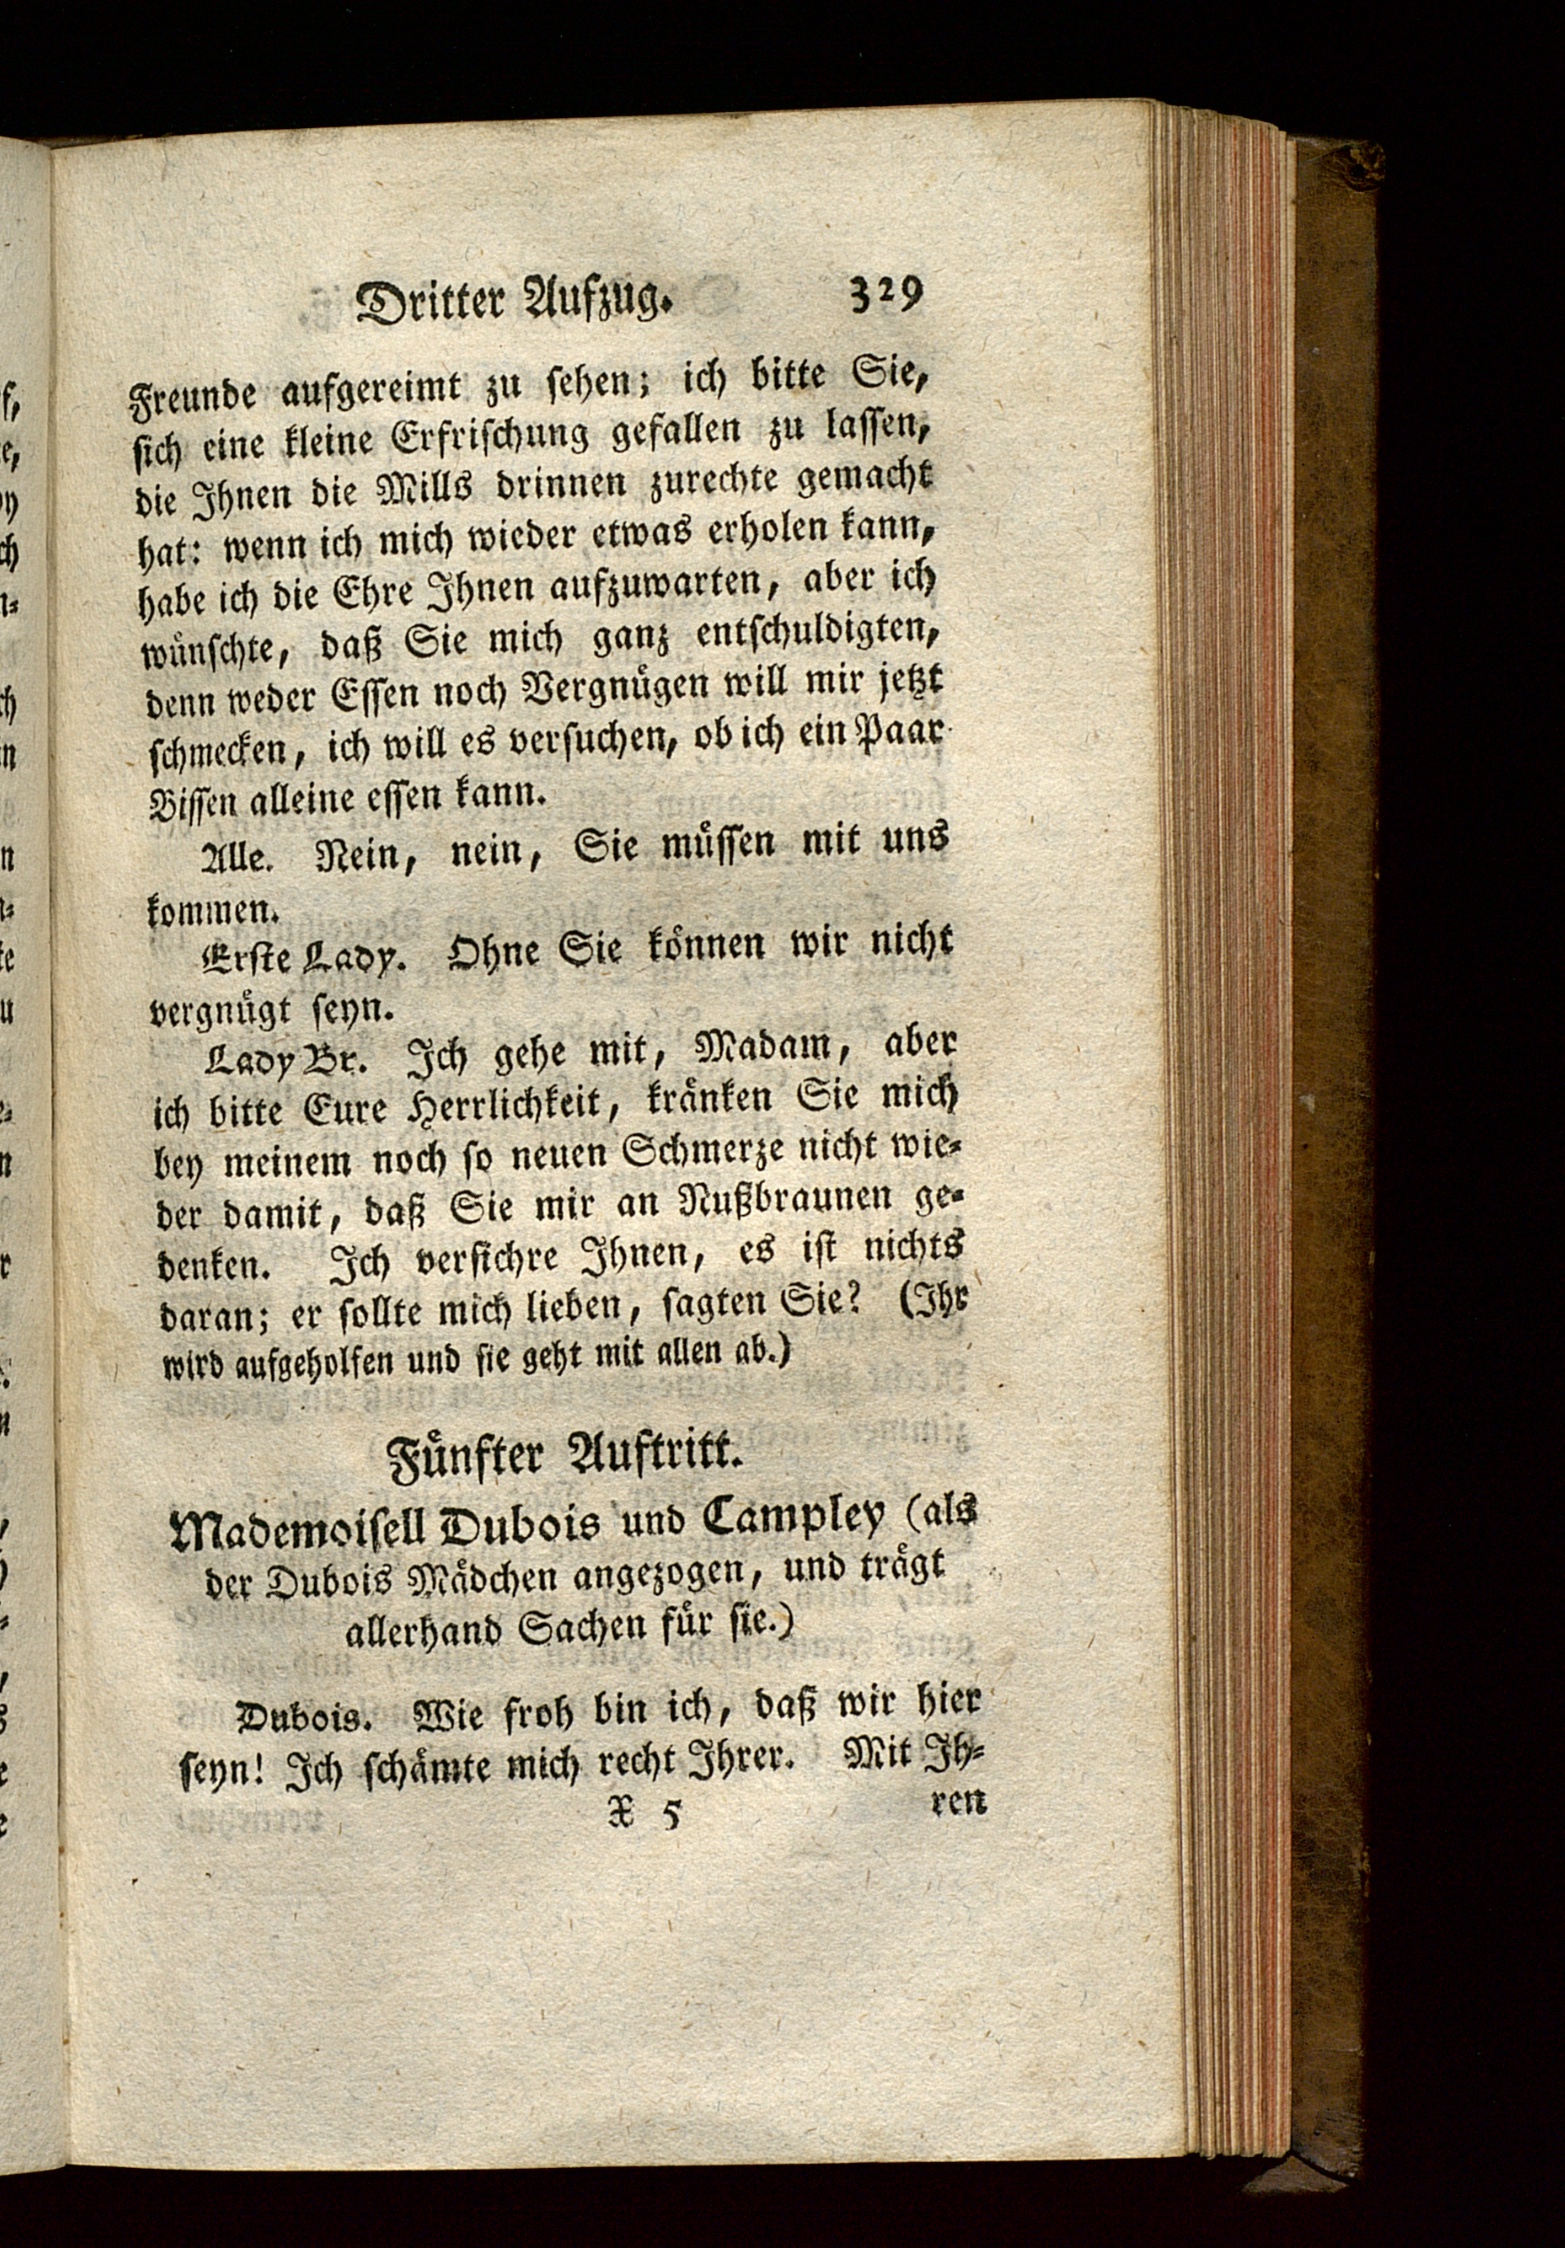 Dritter Aufzug. 329
Freunde aufgereimt zu sehen; ich bitte Sie,
sich eine kleine Erfrischung gefallen zu lassen,
die Ihnen die Mills drinnen zurechte gemacht
hat: wenn ich mich wieder etwas erholen kann,
habe ich die Ehre Ihnen aufzuwarten, aber ich
wünschte, daß Sie mich ganz entschuldigten,
denn weder Essen noch Vergnügen will mir jetzt
schmecken, ich will es versuchen, ob ich ein Paar
Bissen alleine essen kann.
Alle. Nein, nein, Sie müssen mit uns
kommen.
Erste Lady. Ohne Sie können wir nicht
vergnügt seyn.
Lady Br. Ich gehe mit, Madam, aber
ich bitte Eure Herrlichkeit, kränken Sie mich
bey meinem noch so neuen Schmerze nicht wie-
der damit, daß Sie mir an Nußbraunen ge-
denken. Ich versichre Ihnen, es ist nichts
daran; er sollte mich lieben, sagten Sie? (Ihr
wird aufgeholfen und sie geht mit allen ab.)
Fünfter Auftritt.
Mademoisell Dubois und Campley (als
der Dubois Mädchen angezogen, und trägt
allerhand Sachen für sie.)
Dubois. Wie froh bin ich, daß wir hier
seyn! Ich schämte mich recht Ihrer. Mit Ih-
X 5 ren